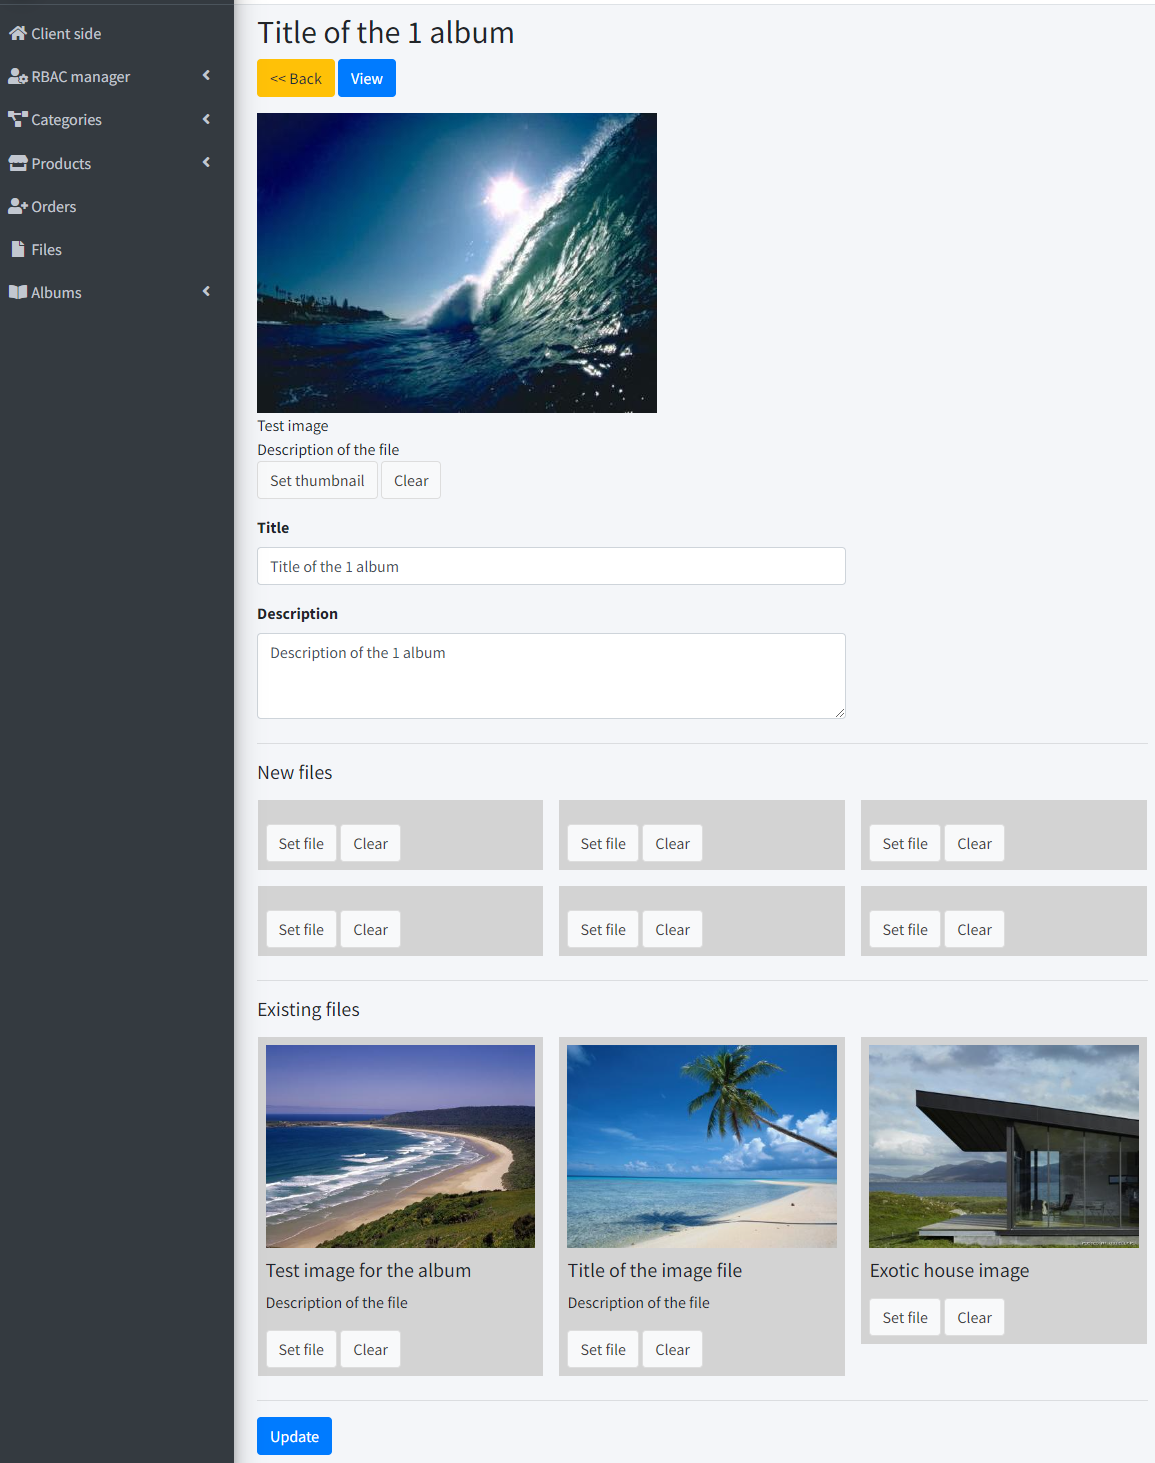 Client side
RBAC manager
Categories
Products
Orders
Files
Albums
Title of the 1 album
<< Back View
Test image
Description of the file
Set thumbnail Clear
Title
Title of the 1 album
Description
Description of the 1 album
New files
Set file Clear Set file Clear Set file Clear
Set file Clear Set file Clear Set file Clear
Existing files
Test image for the album
Description of the file
Set file Clear
Title of the image file
Description of the file
Set file Clear
Exotic house image
Set file Clear
Update